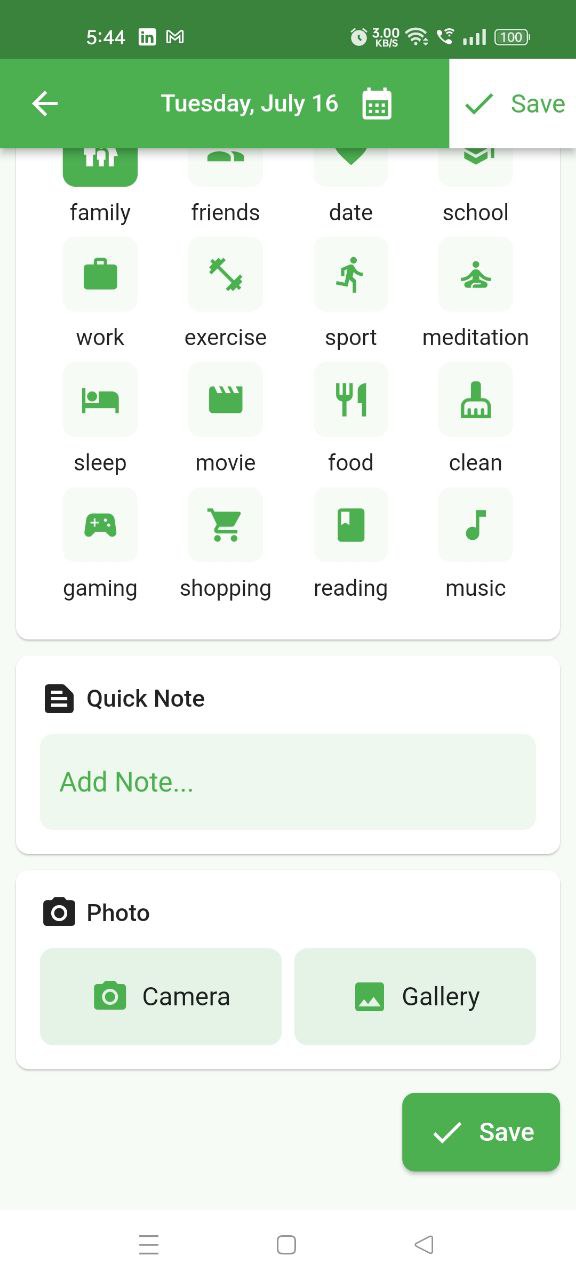 5:44 3.00 KB/S 100
Tuesday, July 16 Save
family friends date school
work exercise sport meditation
sleep movie food clean
gaming shopping reading music
Quick Note
Add Note...
Photo
Camera Gallery
Save